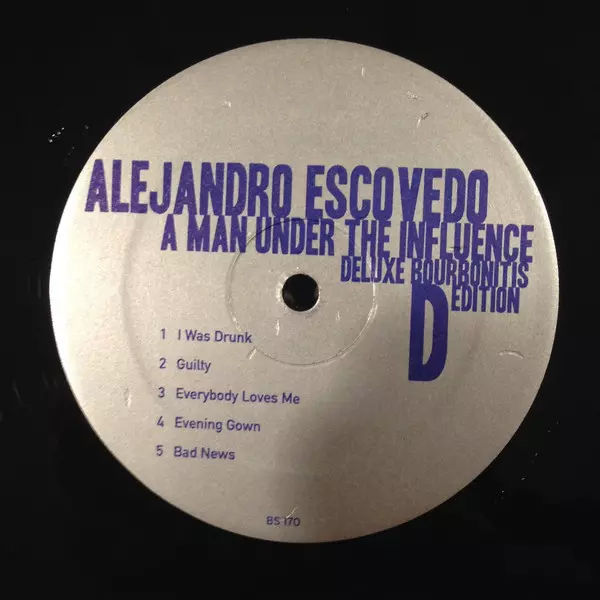 ALEJANDRO ESCOVEDO
A MAN UNDER THE INFLUENCE
DELUXE BOURBONITIS
EDITION
D
1 I Was Drunk
2 Guilty
3 Everybody Loves Me
4 Evening Gown
5 Bad News
BS 170